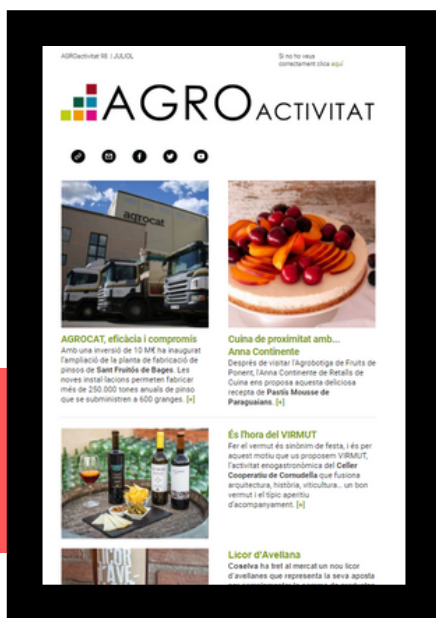 AGROactivitat 98 | JULIOL
Si no ho veus
correctament clica aquí
AGROACTIVITAT
agrocat
AGROCAT, eficàcia i compromís
Amb una inversió de 10 M€ ha inaugurat
l'ampliació de la planta de fabricació de
pinsos de Sant Fruitós de Bages. Les
noves instal·lacions permeten fabricar
més de 250.000 tones anuals de pinso
que se subministren a 600 granges. [+]
Cuina de proximitat amb...
Anna Continente
Després de visitar l'Agrobotiga de Fruits de
Ponent, l'Anna Continente de Retalls de
Cuina ens proposa aquesta deliciosa
recepta de Pastís Mousse de
Paraguaians. [+]
És l'hora del VIRMUT
Fer el vermut és sinònim de festa, i és per
aquest motiu que us proposem VIRMUT,
l'activitat enogastronòmica del Celler
Cooperatiu de Cornudella que fusiona
arquitectura, història, viticultura... un bon
vermut i el típic aperitiu
d'acompanyament. [+]
LICOR
D'AVE
Licor d'Avellana
Coselva ha tret al mercat un nou licor
d'avellanes que representa la seva aposta